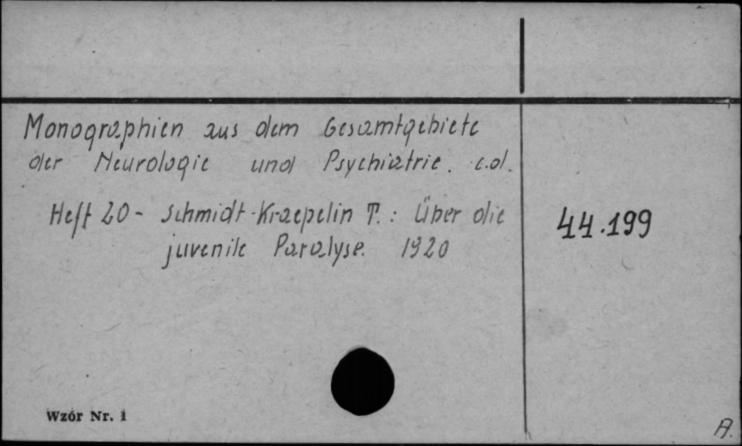 Monographien aus dem Gesamtgebiete
der Neurologie und Psychiatrie. c.d.
Heft 20 - Schmidt-Kraepelin T. : Über die
juvenile Paralyse. 1920
44.199
Wzór Nr. 1
A.